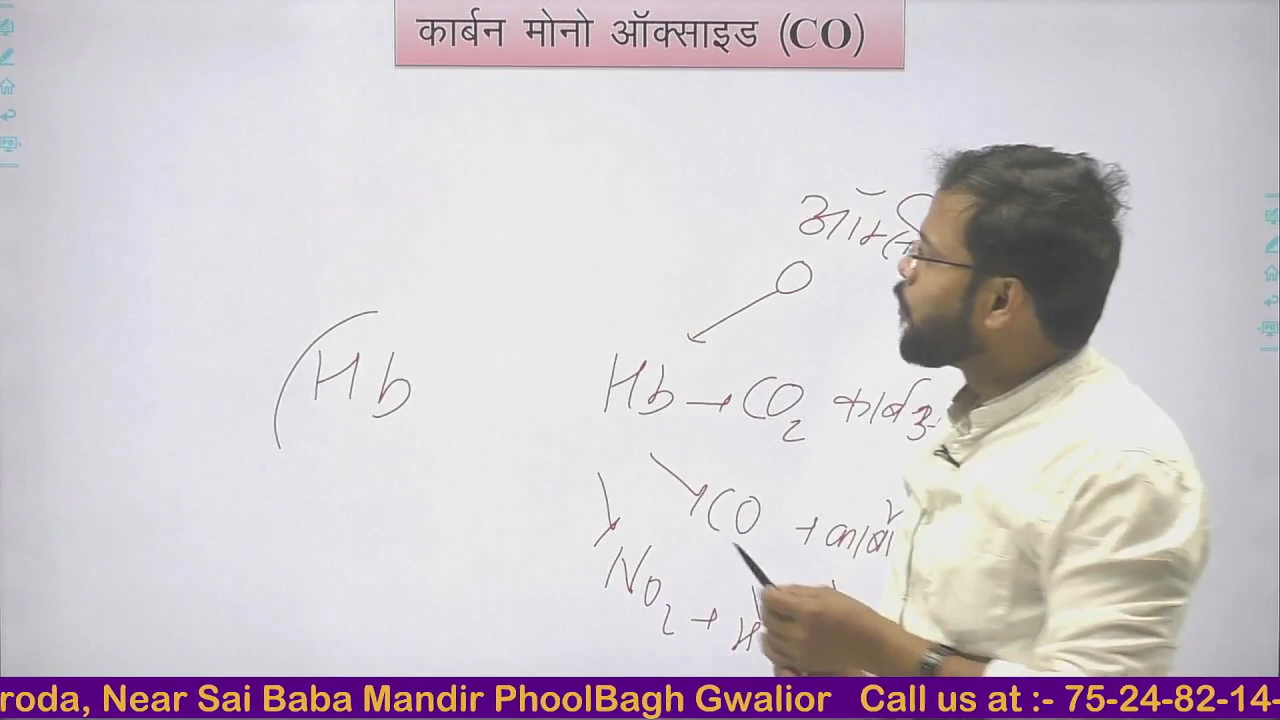 कार्बन मोनो ऑक्साइड (CO)
O
Hb
Hb → CO2
CO +
NO2 +
roda, Near Sai Baba Mandir PhoolBagh Gwalior Call us at :- 75-24-82-14-